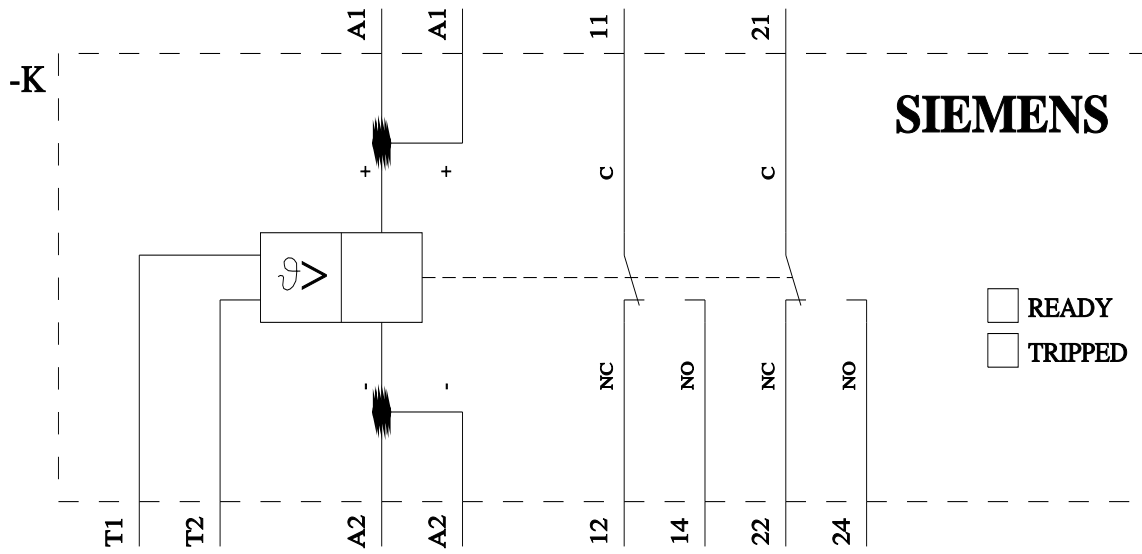 A1
A1
11
21
-K
SIEMENS
+
+
C
C
ϑ>
READY
TRIPPED
-
-
NC
NO
NC
NO
T1
T2
A2
A2
12
14
22
24